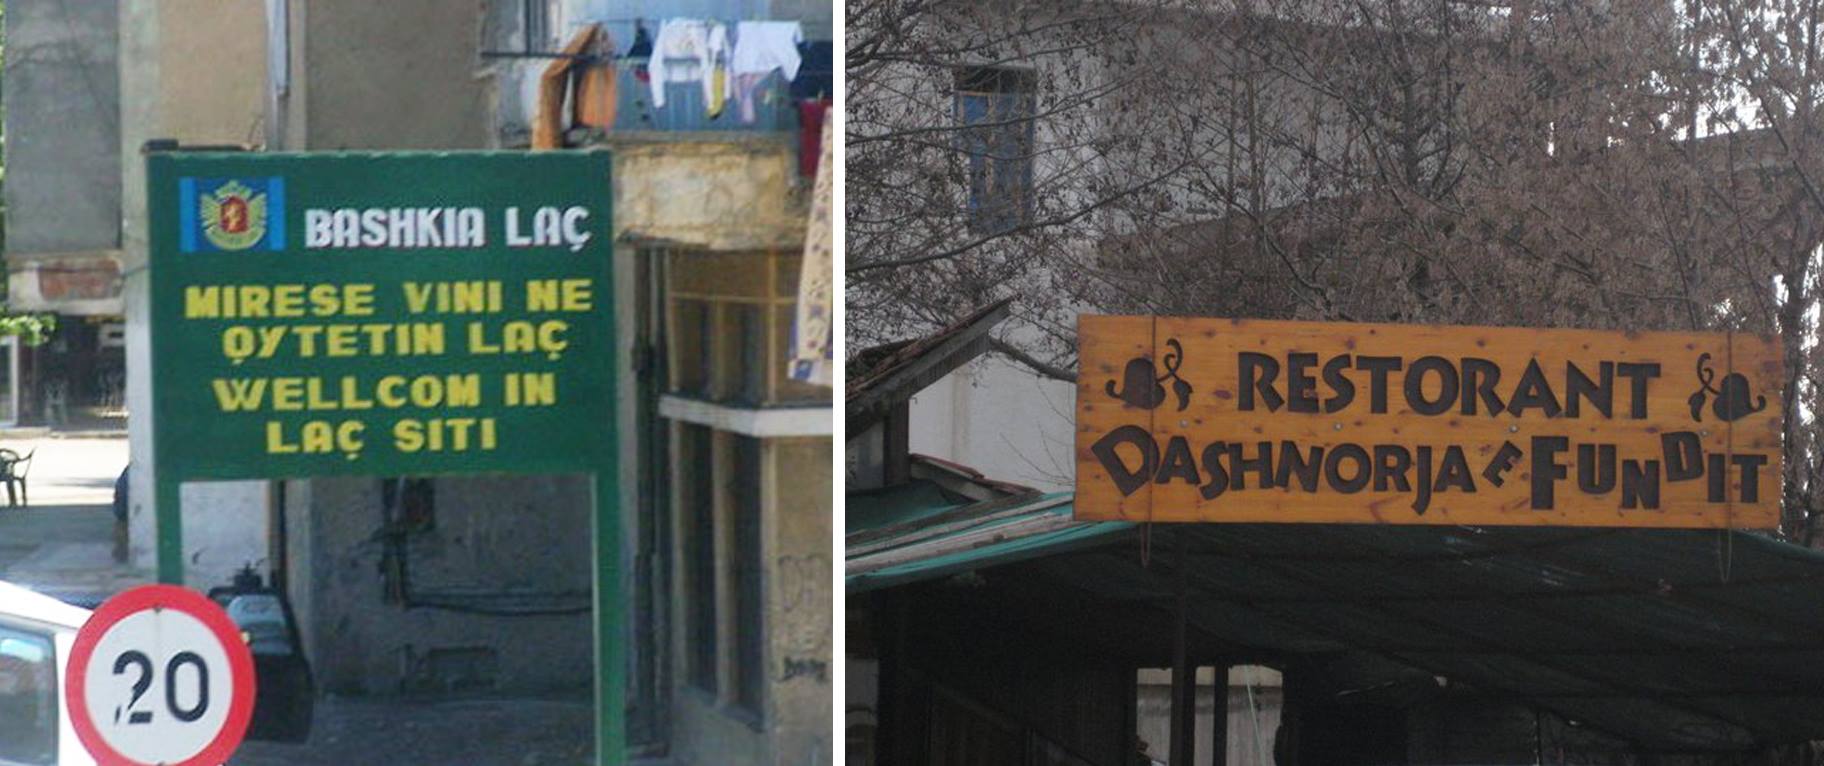 BASHKIA LAÇ
MIRESE VINI NE
QYTETIN LAÇ
WELLCOM IN
LAÇ SITI
20
RESTORANT
DASHNORJA E FUNDIT